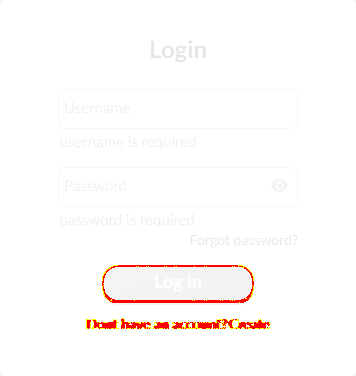 Login
Username
username is required
Password
password is required
Forgot password?
Log in
Dont have an account?Create